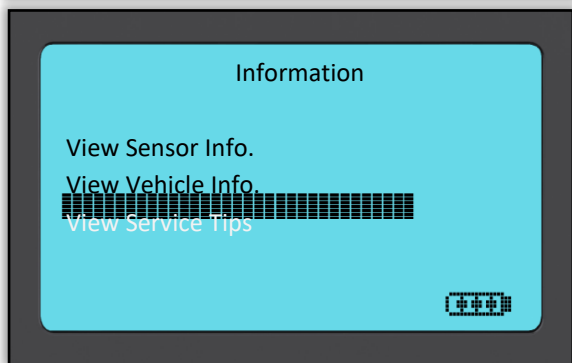 Information
View Sensor Info.
View Vehicle Info.
View Service Tips